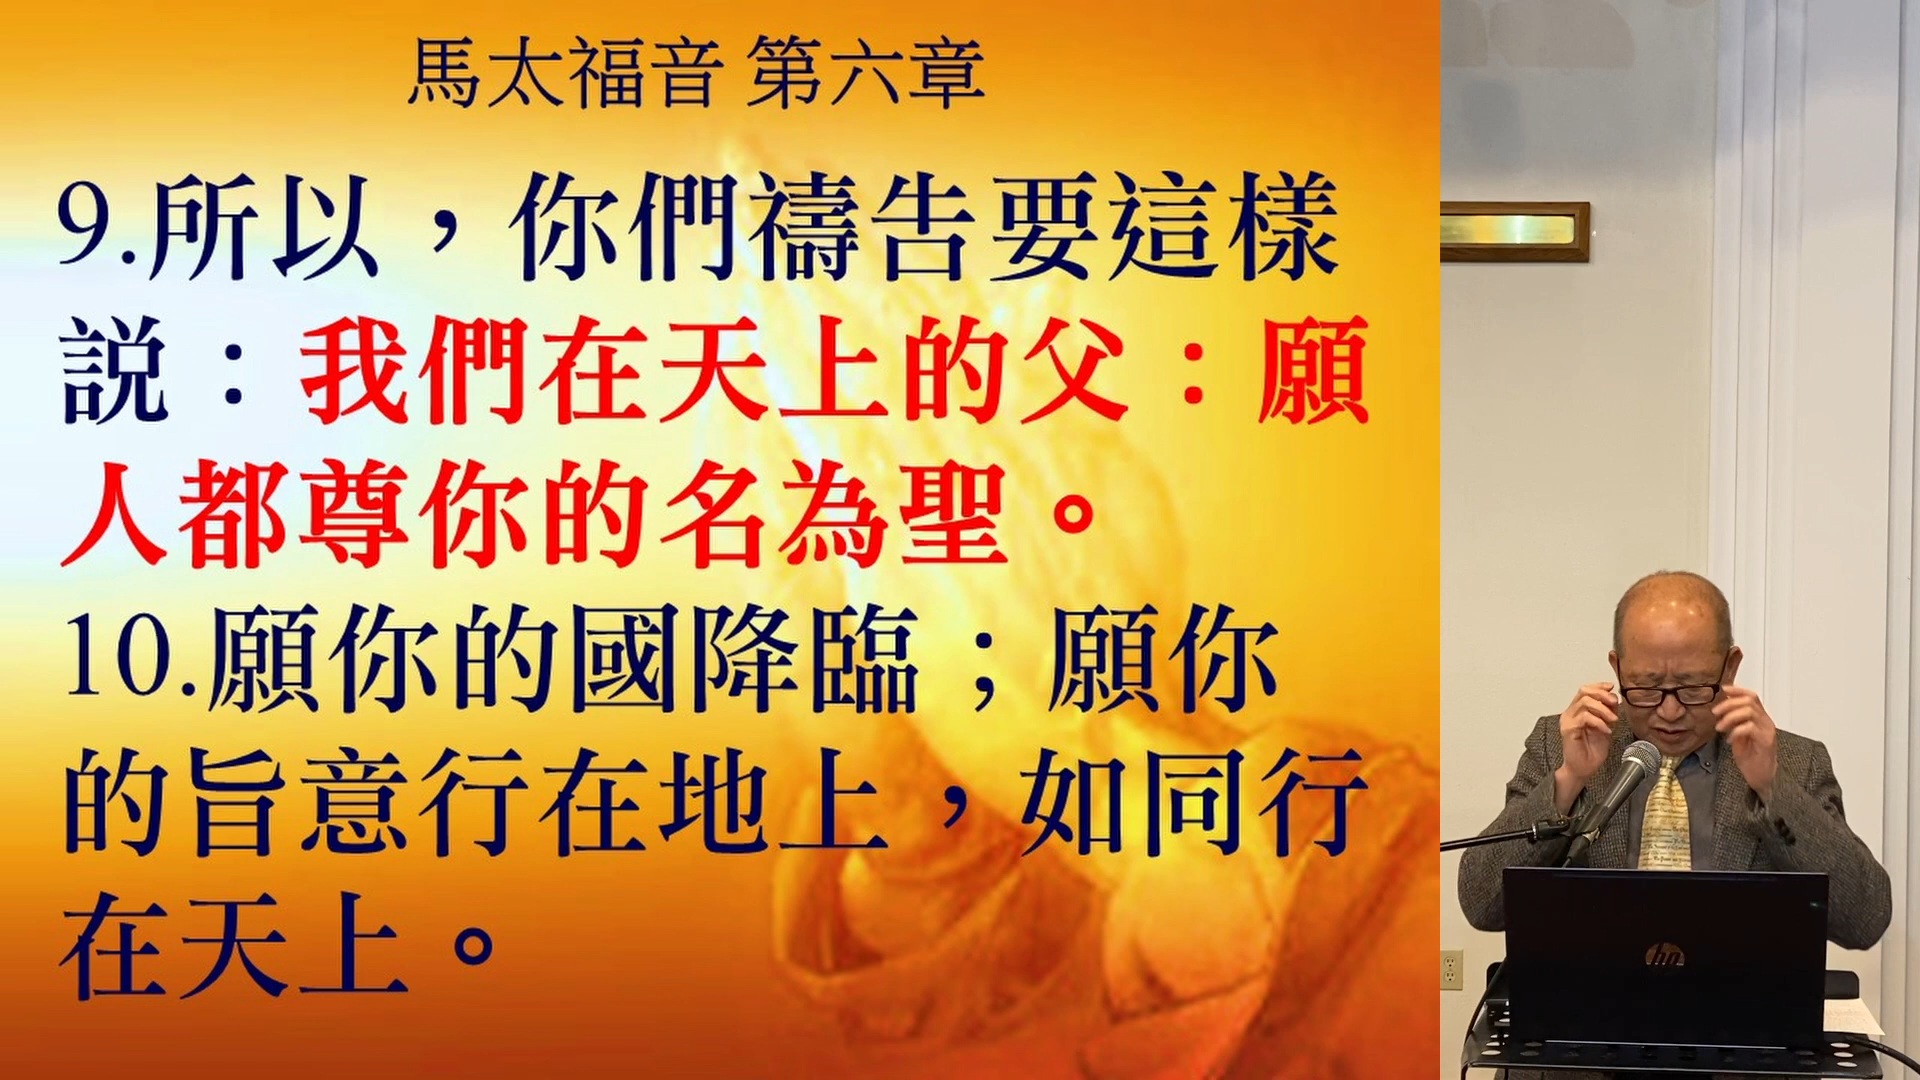 馬太福音 第六章
9.所以，你們禱告要這樣
説：我們在天上的父：願
人都尊你的名為聖。
10.願你的國降臨；願你
的旨意行在地上，如同行
在天上。
hp